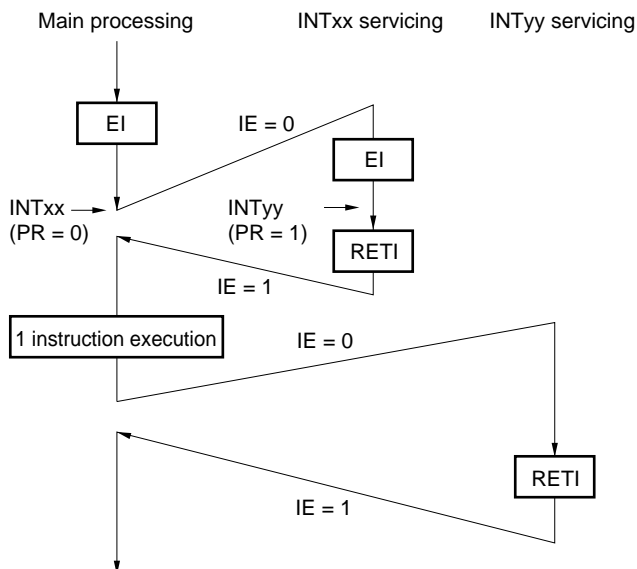 Main processing
INTxx servicing
INTyy servicing
EI
IE = 0
EI
INTxx
(PR = 0)
INTyy
(PR = 1)
RETI
IE = 1
1 instruction execution
IE = 0
RETI
IE = 1